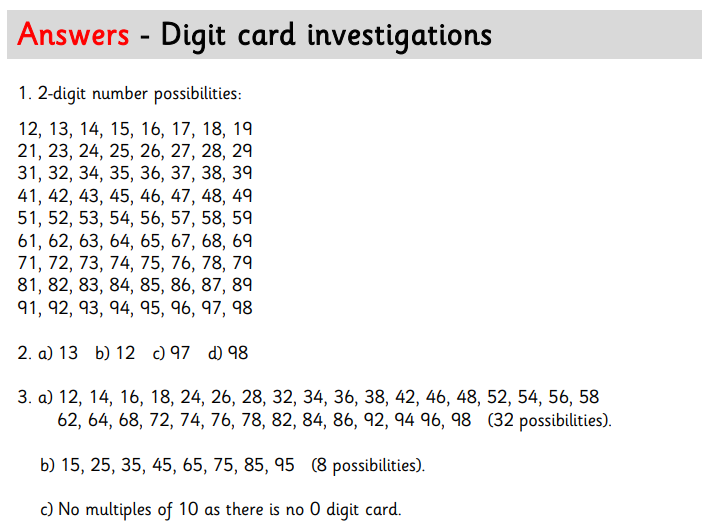 Answers - Digit card investigations
1. 2-digit number possibilities:
12, 13, 14, 15, 16, 17, 18, 19
21, 23, 24, 25, 26, 27, 28, 29
31, 32, 34, 35, 36, 37, 38, 39
41, 42, 43, 45, 46, 47, 48, 49
51, 52, 53, 54, 56, 57, 58, 59
61, 62, 63, 64, 65, 67, 68, 69
71, 72, 73, 74, 75, 76, 78, 79
81, 82, 83, 84, 85, 86, 87, 89
91, 92, 93, 94, 95, 96, 97, 98
2. a) 13 b) 12 c) 97 d) 98
3. a) 12, 14, 16, 18, 24, 26, 28, 32, 34, 36, 38, 42, 46, 48, 52, 54, 56, 58
62, 64, 68, 72, 74, 76, 78, 82, 84, 86, 92, 94 96, 98 (32 possibilities).
b) 15, 25, 35, 45, 65, 75, 85, 95 (8 possibilities).
c) No multiples of 10 as there is no 0 digit card.